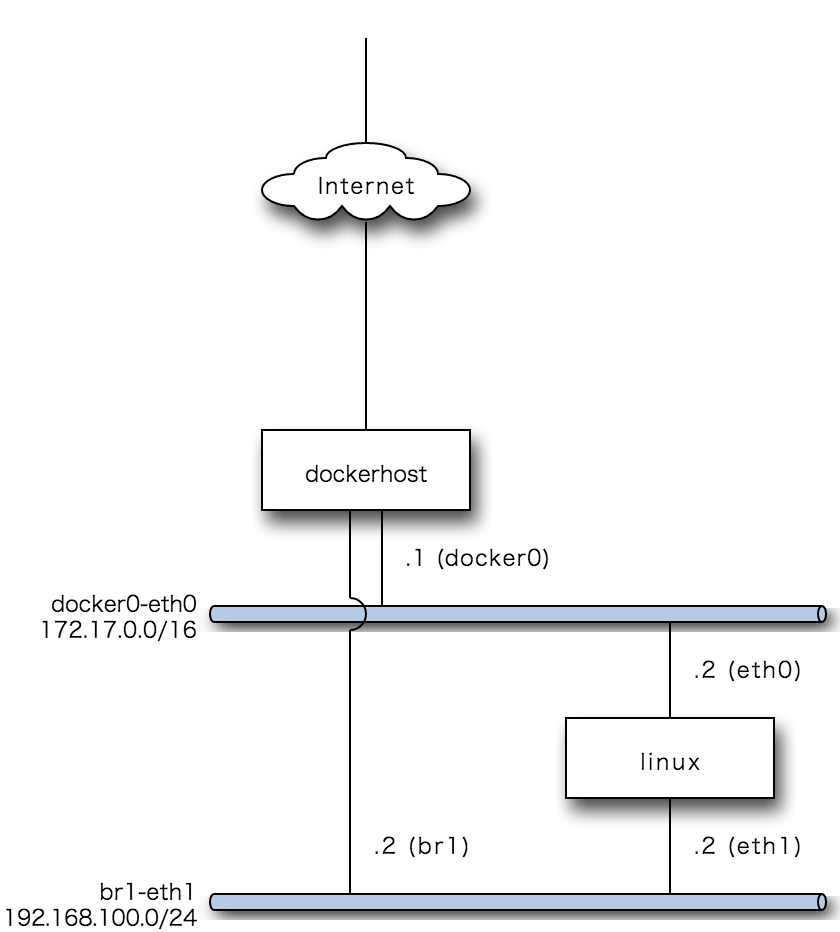 Internet
dockerhost
.1 (docker0)
docker0-eth0
172.17.0.0/16
.2 (eth0)
linux
.2 (br1)
.2 (eth1)
br1-eth1
192.168.100.0/24